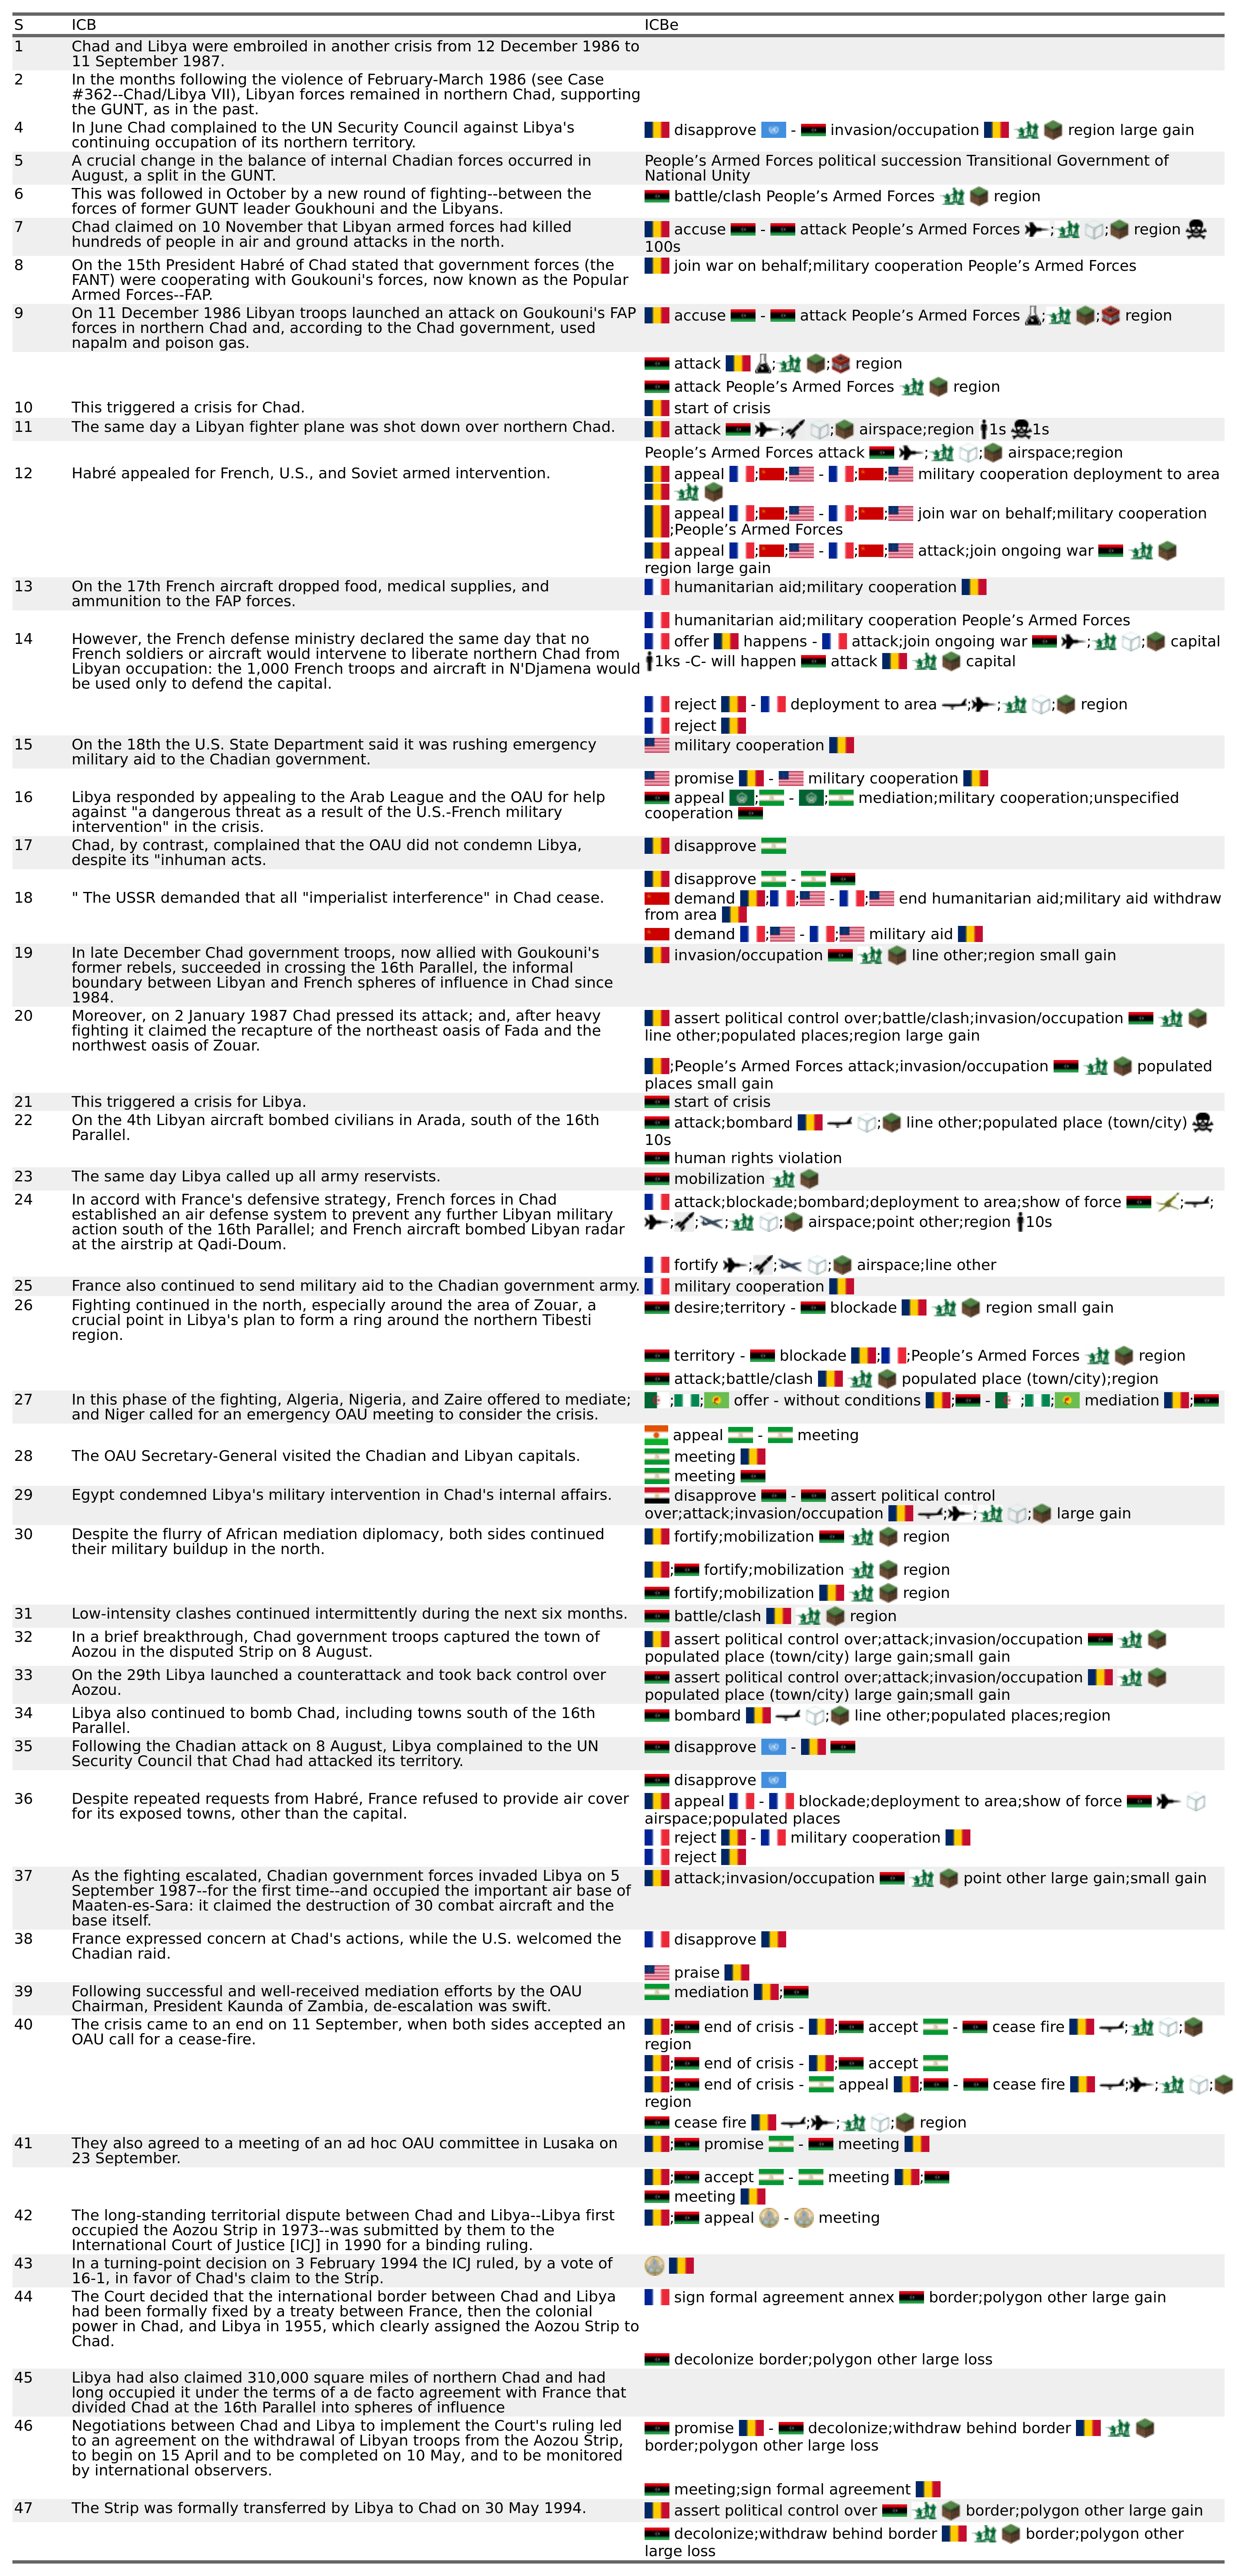 S ICB ICBe
1 Chad and Libya were embroiled in another crisis from 12 December 1986 to
11 September 1987.
2 In the months following the violence of February-March 1986 (see Case
#362--Chad/Libya VII), Libyan forces remained in northern Chad, supporting
the GUNT, as in the past.
4 In June Chad complained to the UN Security Council against Libya's
continuing occupation of its northern territory.
disapprove - invasion/occupation region large gain
5 A crucial change in the balance of internal Chadian forces occurred in
August, a split in the GUNT.
People's Armed Forces political succession Transitional Government of
National Unity
6 This was followed in October by a new round of fighting--between the
forces of former GUNT leader Goukhouni and the Libyans.
battle/clash People's Armed Forces region
7 Chad claimed on 10 November that Libyan armed forces had killed
hundreds of people in air and ground attacks in the north.
accuse - attack People's Armed Forces ; ; region
100s
8 On the 15th President Habré of Chad stated that government forces (the
FANT) were cooperating with Goukouni's forces, now known as the Popular
Armed Forces--FAP.
join war on behalf;military cooperation People's Armed Forces
9 On 11 December 1986 Libyan troops launched an attack on Goukouni's FAP
forces in northern Chad and, according to the Chad government, used
napalm and poison gas.
accuse - attack People's Armed Forces ; ; region
attack ; ; region
attack People's Armed Forces region
10 This triggered a crisis for Chad.
start of crisis
11 The same day a Libyan fighter plane was shot down over northern Chad.
attack ; ; airspace;region 1s 1s
People's Armed Forces attack ; ; airspace;region
12 Habré appealed for French, U.S., and Soviet armed intervention.
appeal ; ; - ; ; military cooperation deployment to area
appeal ; ; - ; ; join war on behalf;military cooperation
;People's Armed Forces
appeal ; ; - ; ; attack;join ongoing war
region large gain
13 On the 17th French aircraft dropped food, medical supplies, and
ammunition to the FAP forces.
humanitarian aid;military cooperation
humanitarian aid;military cooperation People's Armed Forces
14 However, the French defense ministry declared the same day that no
French soldiers or aircraft would intervene to liberate northern Chad from
Libyan occupation: the 1,000 French troops and aircraft in N'Djamena would
be used only to defend the capital.
offer happens - attack;join ongoing war ; ; capital
1ks -C- will happen attack capital
reject - deployment to area ; ; ; region
reject
15 On the 18th the U.S. State Department said it was rushing emergency
military aid to the Chadian government.
military cooperation
promise - military cooperation
16 Libya responded by appealing to the Arab League and the OAU for help
against "a dangerous threat as a result of the U.S.-French military
intervention" in the crisis.
appeal ; - ; mediation;military cooperation;unspecified
cooperation
17 Chad, by contrast, complained that the OAU did not condemn Libya,
despite its "inhuman acts.
disapprove
disapprove -
18 " The USSR demanded that all "imperialist interference" in Chad cease.
demand ; ; - ; end humanitarian aid;military aid withdraw
from area
demand ; - ; military aid
19 In late December Chad government troops, now allied with Goukouni's
former rebels, succeeded in crossing the 16th Parallel, the informal
boundary between Libyan and French spheres of influence in Chad since
1984.
invasion/occupation line other;region small gain
20 Moreover, on 2 January 1987 Chad pressed its attack; and, after heavy
fighting it claimed the recapture of the northeast oasis of Fada and the
northwest oasis of Zouar.
assert political control over;battle/clash;invasion/occupation
line other;populated places;region large gain
;People's Armed Forces attack;invasion/occupation populated
places small gain
21 This triggered a crisis for Libya.
start of crisis
22 On the 4th Libyan aircraft bombed civilians in Arada, south of the 16th
Parallel.
attack;bombard ; line other;populated place (town/city)
10s
human rights violation
23 The same day Libya called up all army reservists.
mobilization
24 In accord with France's defensive strategy, French forces in Chad
established an air defense system to prevent any further Libyan military
action south of the 16th Parallel; and French aircraft bombed Libyan radar
at the airstrip at Qadi-Doum.
attack;blockade;bombard;deployment to area;show of force ; ;
; ; ; ; airspace;point other;region 10s
fortify ; ; ; airspace;line other
25 France also continued to send military aid to the Chadian government army.
military cooperation
26 Fighting continued in the north, especially around the area of Zouar, a
crucial point in Libya's plan to form a ring around the northern Tibesti
region.
desire;territory - blockade region small gain
territory - blockade ; ;People's Armed Forces region
attack;battle/clash populated place (town/city);region
27 In this phase of the fighting, Algeria, Nigeria, and Zaire offered to mediate;
and Niger called for an emergency OAU meeting to consider the crisis.
; ; offer - without conditions ; - ; ; mediation ;
appeal - meeting
28 The OAU Secretary-General visited the Chadian and Libyan capitals.
meeting
meeting
29 Egypt condemned Libya's military intervention in Chad's internal affairs.
disapprove - assert political control
over;attack;invasion/occupation ; ; ; large gain
30 Despite the flurry of African mediation diplomacy, both sides continued
their military buildup in the north.
fortify;mobilization region
; fortify;mobilization region
fortify;mobilization region
31 Low-intensity clashes continued intermittently during the next six months.
battle/clash region
32 In a brief breakthrough, Chad government troops captured the town of
Aozou in the disputed Strip on 8 August.
assert political control over;attack;invasion/occupation
populated place (town/city) large gain;small gain
33 On the 29th Libya launched a counterattack and took back control over
Aozou.
assert political control over;attack;invasion/occupation
populated place (town/city) large gain;small gain
34 Libya also continued to bomb Chad, including towns south of the 16th
Parallel.
bombard ; line other;populated places;region
35 Following the Chadian attack on 8 August, Libya complained to the UN
Security Council that Chad had attacked its territory.
disapprove -
disapprove
36 Despite repeated requests from Habré, France refused to provide air cover
for its exposed towns, other than the capital.
appeal - blockade;deployment to area;show of force
airspace;populated places
reject - military cooperation
reject
37 As the fighting escalated, Chadian government forces invaded Libya on 5
September 1987--for the first time--and occupied the important air base of
Maaten-es-Sara: it claimed the destruction of 30 combat aircraft and the
base itself.
attack;invasion/occupation point other large gain;small gain
38 France expressed concern at Chad's actions, while the U.S. welcomed the
Chadian raid.
disapprove
praise
39 Following successful and well-received mediation efforts by the OAU
Chairman, President Kaunda of Zambia, de-escalation was swift.
mediation ;
40 The crisis came to an end on 11 September, when both sides accepted an
OAU call for a cease-fire.
; end of crisis - ; accept - cease fire ; ;
region
; end of crisis - ; accept
; end of crisis - appeal ; - cease fire ; ; ;
region
cease fire ; ; ; region
41 They also agreed to a meeting of an ad hoc OAU committee in Lusaka on
23 September.
; promise - meeting
; accept - meeting ;
meeting
42 The long-standing territorial dispute between Chad and Libya--Libya first
occupied the Aozou Strip in 1973--was submitted by them to the
International Court of Justice [ICJ] in 1990 for a binding ruling.
; appeal - meeting
43 In a turning-point decision on 3 February 1994 the ICJ ruled, by a vote of
16-1, in favor of Chad's claim to the Strip.
44 The Court decided that the international border between Chad and Libya
had been formally fixed by a treaty between France, then the colonial
power in Chad, and Libya in 1955, which clearly assigned the Aozou Strip to
Chad.
sign formal agreement annex border;polygon other large gain
decolonize border;polygon other large loss
45 Libya had also claimed 310,000 square miles of northern Chad and had
long occupied it under the terms of a de facto agreement with France that
divided Chad at the 16th Parallel into spheres of influence
46 Negotiations between Chad and Libya to implement the Court's ruling led
to an agreement on the withdrawal of Libyan troops from the Aozou Strip,
to begin on 15 April and to be completed on 10 May, and to be monitored
by international observers.
promise - decolonize;withdraw behind border
border;polygon other large loss
meeting;sign formal agreement
47 The Strip was formally transferred by Libya to Chad on 30 May 1994.
assert political control over border;polygon other large gain
decolonize;withdraw behind border border;polygon other
large loss